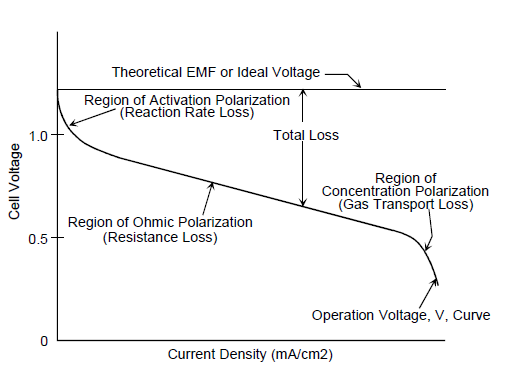 Theoretical EMF or Ideal Voltage
Region of Activation Polarization
(Reaction Rate Loss)
1.0
Total Loss
Cell Voltage
Region of
Concentration Polarization
(Gas Transport Loss)
Region of Ohmic Polarization
(Resistance Loss)
0.5
Operation Voltage, V, Curve
0
Current Density (mA/cm2)